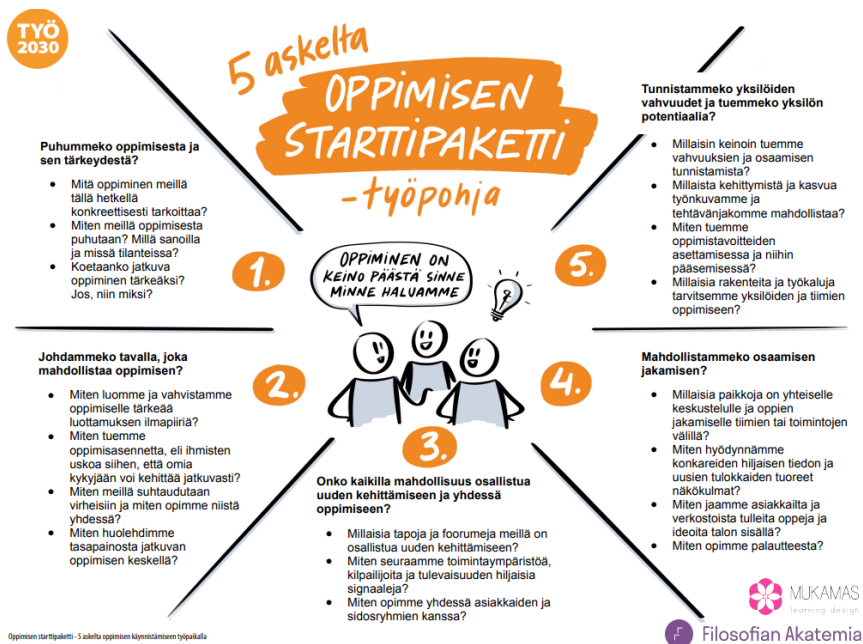 TYÖ
2030
5 askelta
OPPIMISEN
STARTTIPAKETTI
-työpohja
Puhummeko oppimisesta ja
sen tärkeydestä?
• Mitä oppiminen meillä
tällä hetkellä
konkreettisesti tarkoittaa?
• Miten meillä oppimisesta
puhutaan? Millä sanoilla
ja missä tilanteissa?
• Koetaanko jatkuva
oppiminen tärkeäksi?
Jos, niin miksi?
1.
OPPIMINEN ON
KEINO PÄÄSTÄ SINNE
MINNE HALUAMME
Johdammeko tavalla, joka
mahdollistaa oppimisen?
• Miten luomme ja vahvistamme
oppimiselle tärkeää
luottamuksen ilmapiiriä?
• Miten tuemme
oppimisasennetta, eli ihmisten
uskoa siihen, että omia
kykyjään voi kehittää jatkuvasti?
• Miten meillä suhtaudutaan
virheisiin ja miten opimme niistä
yhdessä?
• Miten huolehdimme
tasapainosta jatkuvan
oppimisen keskellä?
2.
3.
Onko kaikilla mahdollisuus osallistua
uuden kehittämiseen ja yhdessä
oppimiseen?
• Millaisia tapoja ja foorumeja meillä on
osallistua uuden kehittämiseen?
• Miten seuraamme toimintaympäristöä,
kilpailijoita ja tulevaisuuden hiljaisia
signaaleja?
• Miten opimme yhdessä asiakkaiden ja
sidosryhmien kanssa?
4.
Mahdollistammeko osaamisen
jakamisen?
• Millaisia paikkoja on yhteiselle
keskustelulle ja oppien
jakamiselle tiimien tai toimintojen
välillä?
• Miten hyödynnämme
konkareiden hiljaisen tiedon ja
uusien tulokkaiden tuoreet
näkökulmat?
• Miten jaamme asiakkailta ja
verkostoista tulleita oppeja ja
ideoita talon sisällä?
• Miten opimme palautteesta?
5.
Tunnistammeko yksilöiden
vahvuudet ja tuemmeko yksilön
potentiaalia?
• Millaisin keinoin tuemme
vahvuuksien ja osaamisen
tunnistamista?
• Millaista kehittymistä ja kasvua
työnkuvamme ja
tehtävänjakomme mahdollistaa?
• Miten tuemme
oppimistavoitteiden
asettamisessa ja niihin
pääsemisessä?
• Millaisia rakenteita ja työkaluja
tarvitsemme yksilöiden ja tiimien
oppimiseen?
MUKAMAS
learning design
Filosofian Akatemia
Oppimisen starttipaketti - 5 askelta oppimisen käynnistämiseen työpaikalla